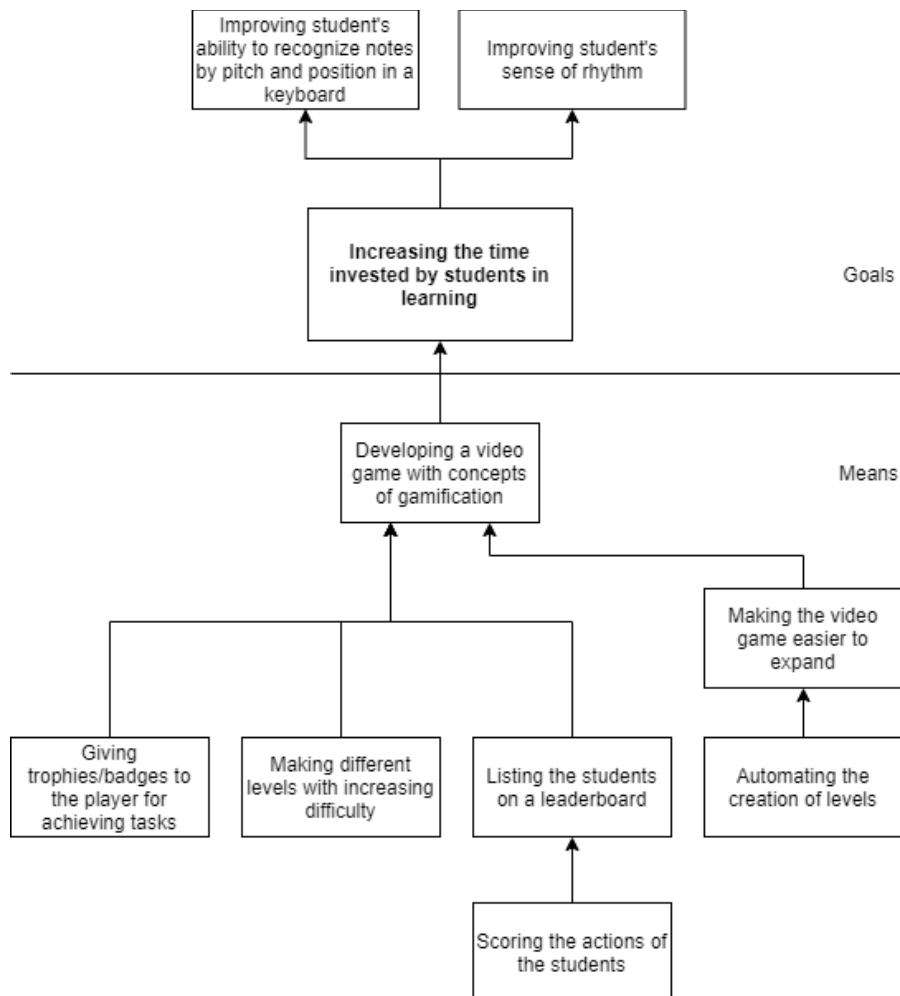 Improving student's
ability to recognize notes
by pitch and position in a
keyboard
Improving student's
sense of rhythm
Increasing the time
invested by students in
learning
Goals
Developing a video
game with concepts
of gamification
Means
Making the video
game easier to
expand
Giving
trophies/badges to
the player for
achieving tasks
Making different
levels with increasing
difficulty
Listing the students
on a leaderboard
Automating the
creation of levels
Scoring the actions of
the students